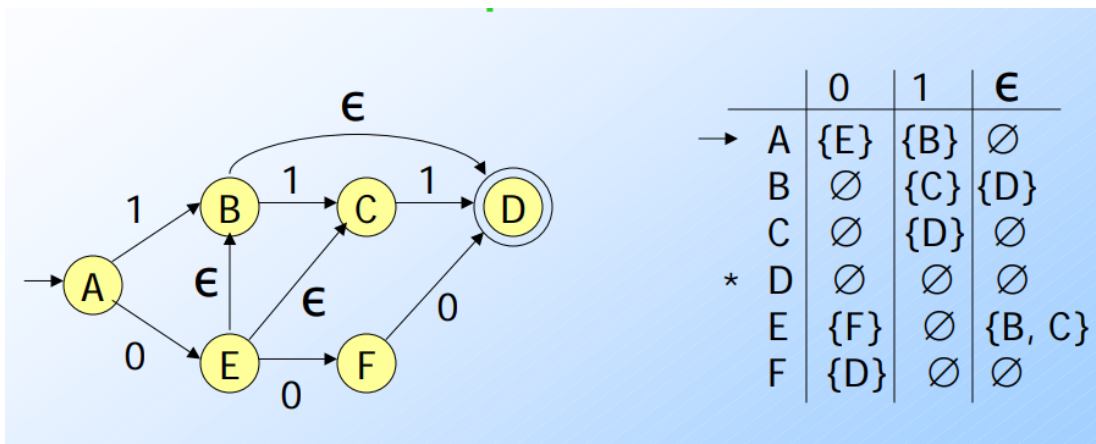 ϵ
1 1 1
B C D
A ϵ ϵ
0 0
E F
0
0 1 ϵ
A {E} {B} ∅
B ∅ {C} {D}
C ∅ {D} ∅
* D ∅ ∅ ∅
E {F} ∅ {B, C}
F {D} ∅ ∅